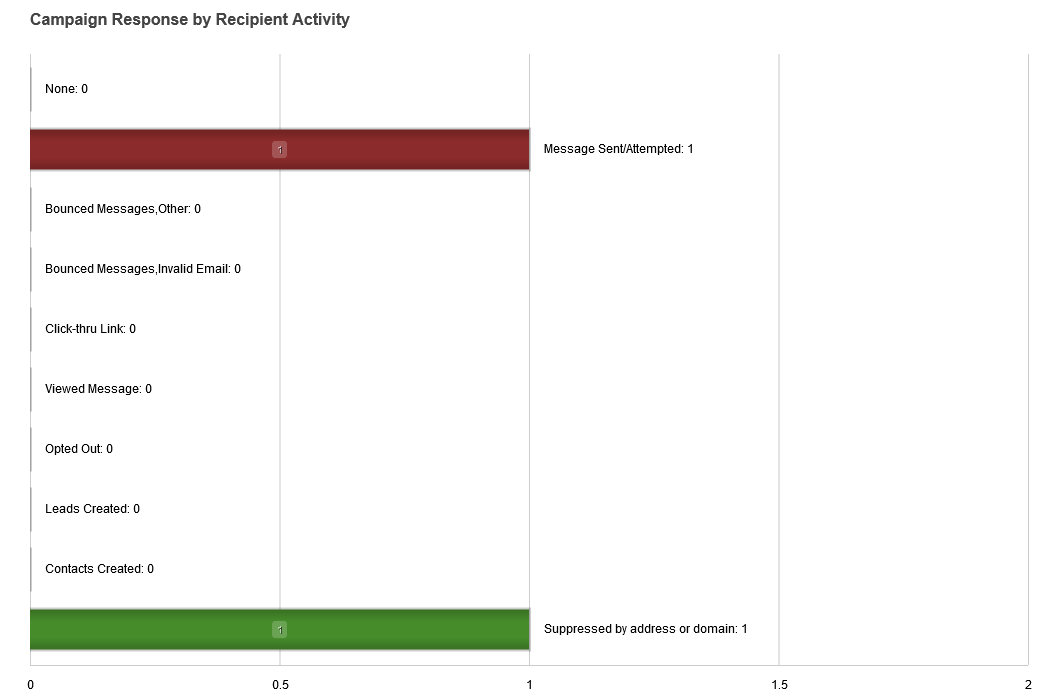 Campaign Response by Recipient Activity
None: 0
1
Message Sent/Attempted: 1
Bounced Messages,Other: 0
Bounced Messages,Invalid Email: 0
Click-thru Link: 0
Viewed Message: 0
Opted Out: 0
Leads Created: 0
Contacts Created: 0
1
Suppressed by address or domain: 1
0 0.5 1 1.5 2